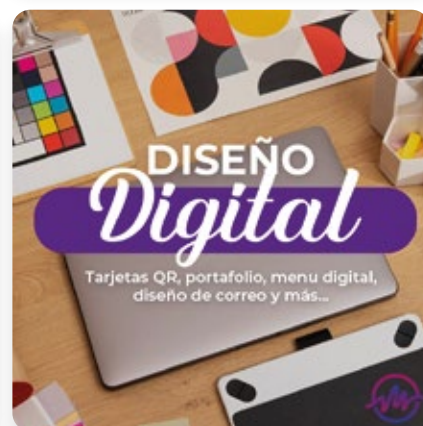 DISEÑO
Digital
Tarjetas QR, portafolio, menu digital,
diseño de correo y más...